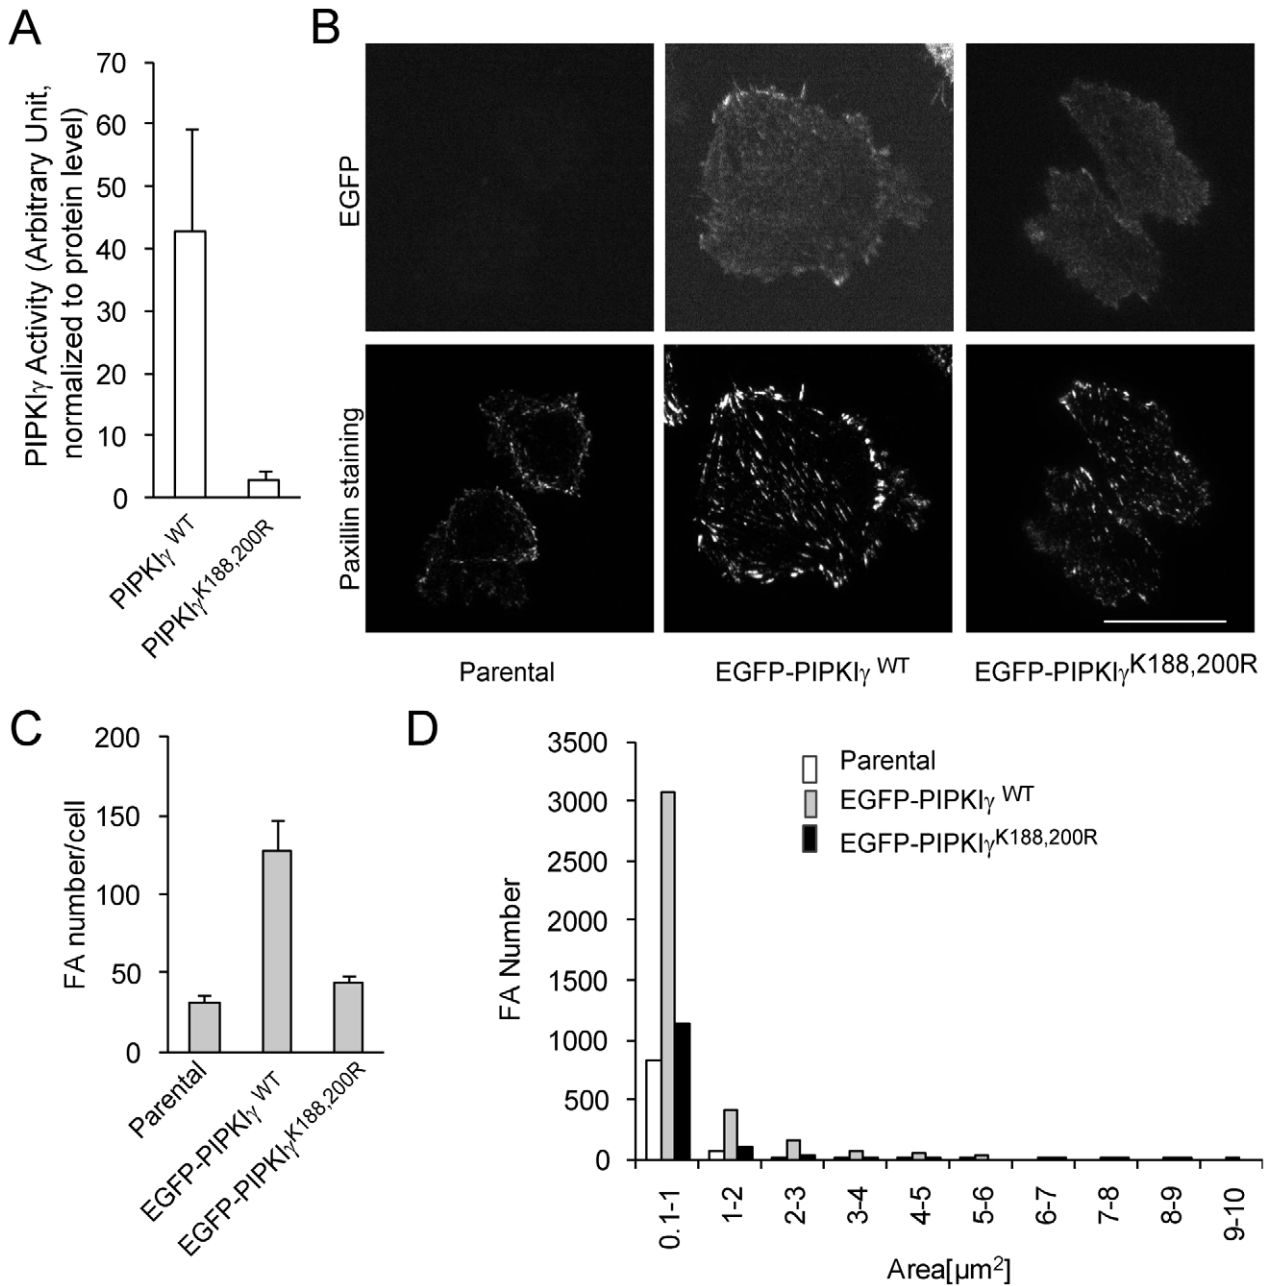 A
PIPKIγ Activity (Arbitrary Unit,
normalized to protein level)
70
60
50
40
30
20
10
0
PIPKIγ WT
PIPKIγK188,200R
B
EGFP
Paxillin staining
Parental
EGFP-PIPKIγ WT
EGFP-PIPKIγK188,200R
C
FA number/cell
200
150
100
50
0
Parental
EGFP-PIPKIγ WT
EGFP-PIPKIγK188,200R
D
FA Number
3500
3000
2500
2000
1500
1000
500
0
Parental
EGFP-PIPKIγ WT
EGFP-PIPKIγK188,200R
0.1-1
1-2
2-3
3-4
4-5
5-6
6-7
7-8
8-9
9-10
Area[µm²]